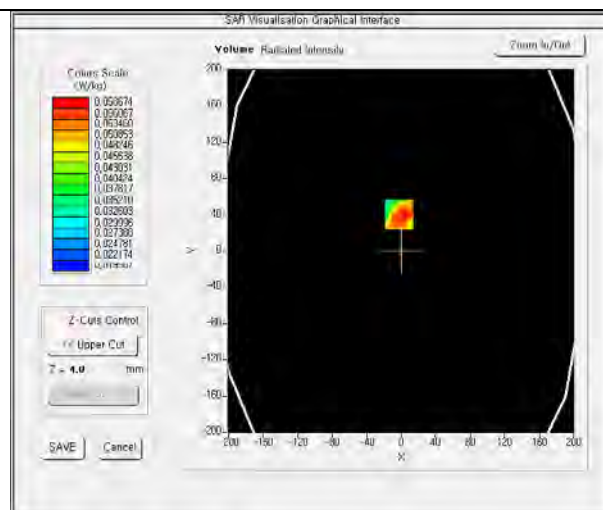 SAR Visualisation Graphical Interface
Volume Radiated Intensity
Zoom In/Out
Colors Scale
(W/kg)
0.058674
0.056067
0.053460
0.050853
0.048246
0.045638
0.043031
0.040424
0.037817
0.035210
0.032603
0.029996
0.027388
0.024781
0.022174
200
160
120
80
40
0
-40
-80
-120
-160
-200
Y
-200 -160 -120 -80 -40 0 40 80 120 160 200
X
Z-Cuts Control
<< Upper Cut
Z = 4.0 mm
SAVE Cancel